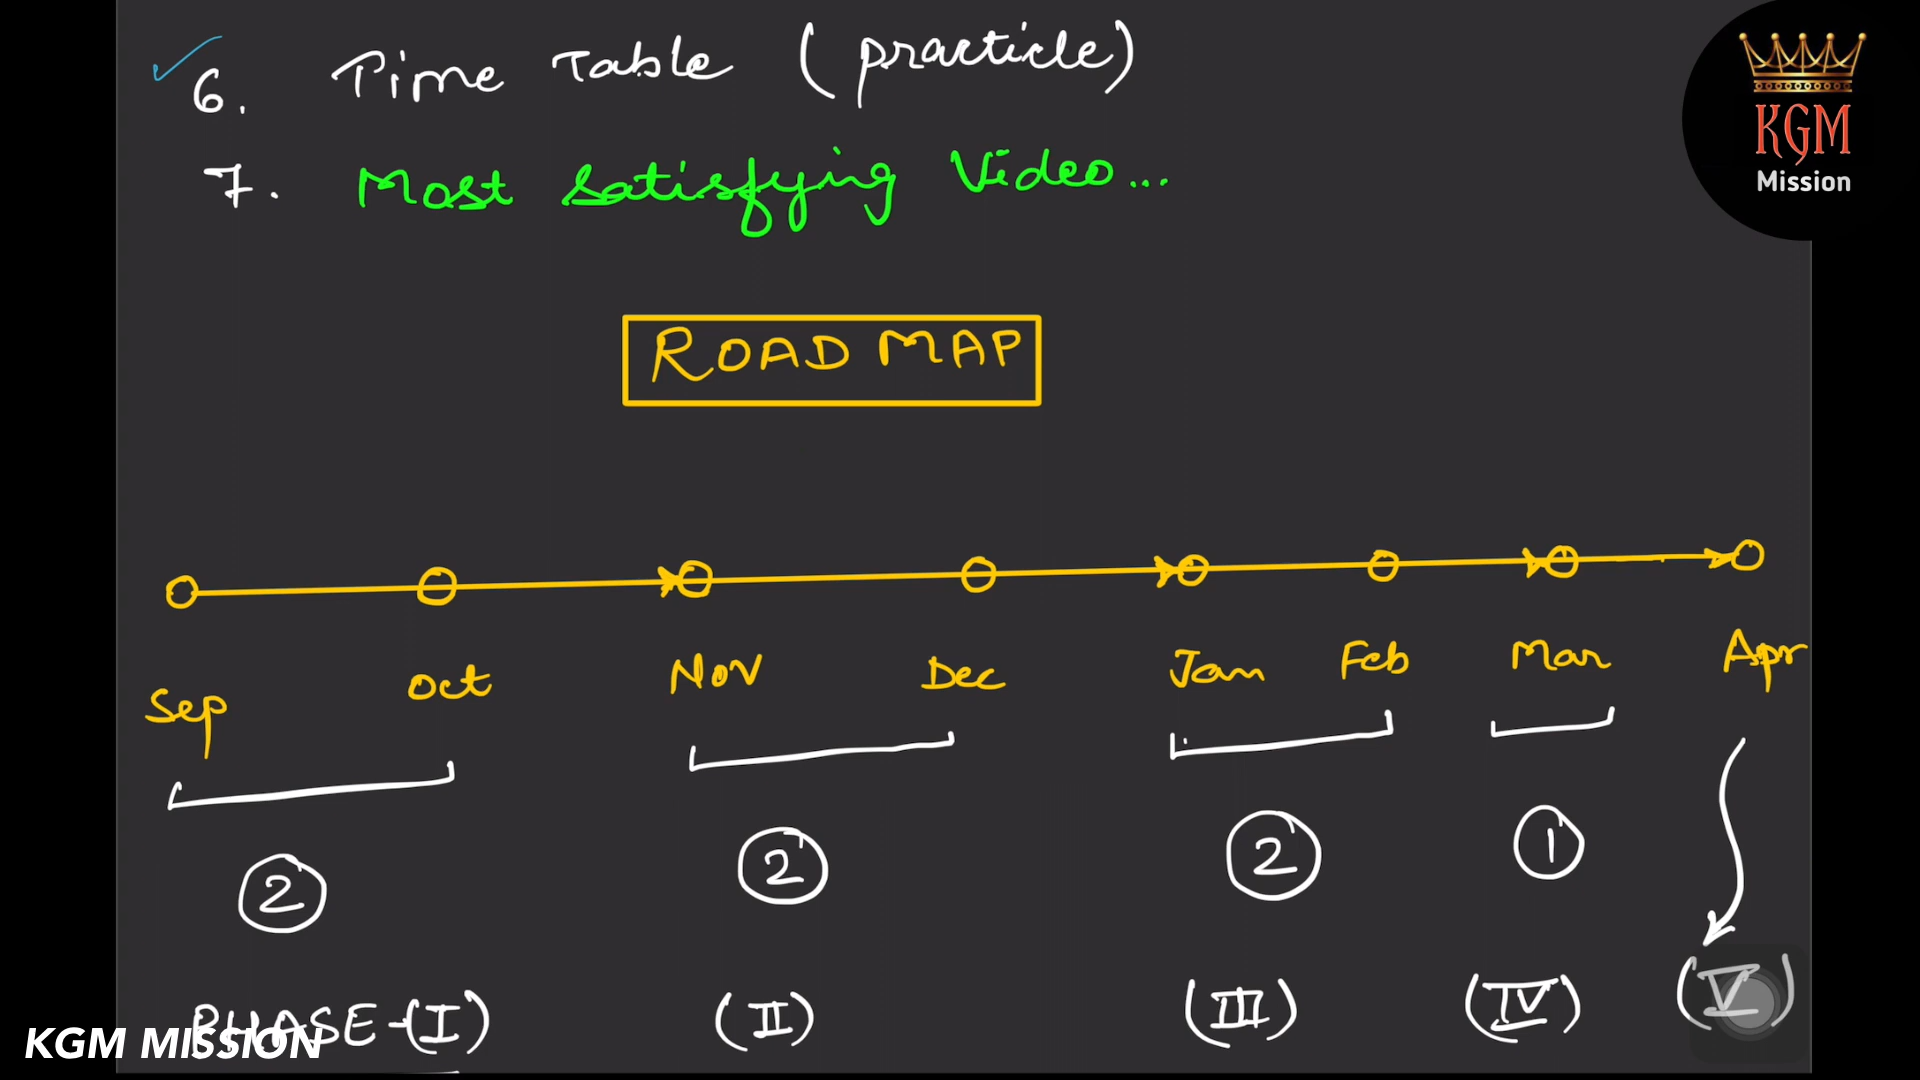 6. Time Table (practicle)
KGM
Mission
7. Most Satisfying Video...
ROAD MAP
Sep Oct Nov Dec Jan Feb Mar Apr
2 2 2 1
PHASE-(I) (II) (III) (IV) (V)
KGM MISSION